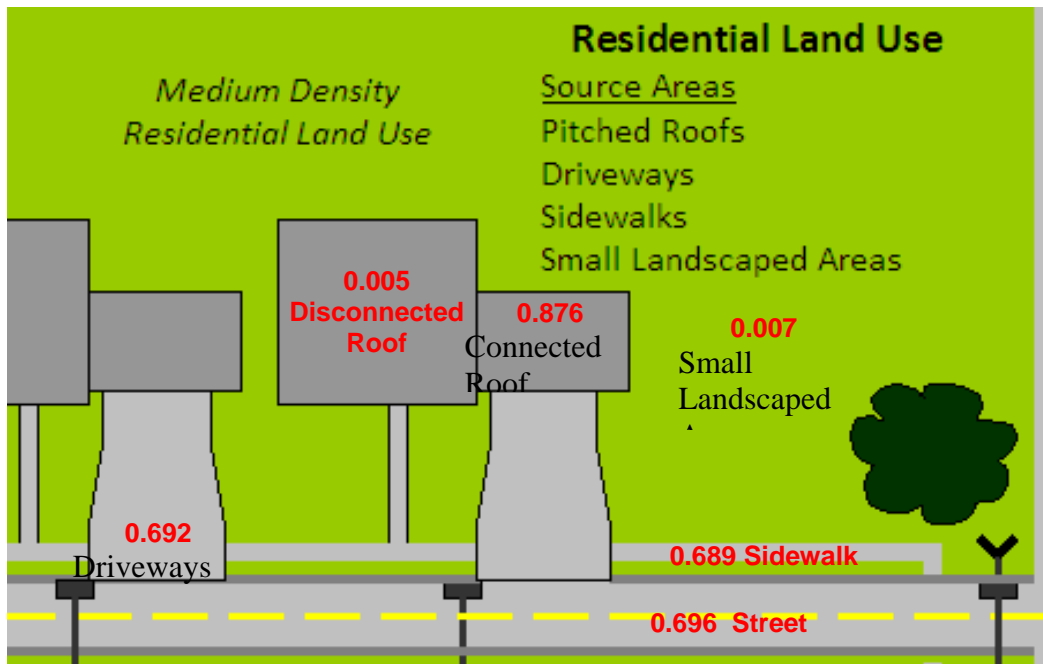 Residential Land Use
Medium Density
Residential Land Use
Source Areas
Pitched Roofs
Driveways
Sidewalks
Small Landscaped Areas
0.005
Disconnected
Roof
0.876
Connected
Roof
0.007
Small
Landscaped
0.692
Driveways
0.689 Sidewalk
0.696 Street